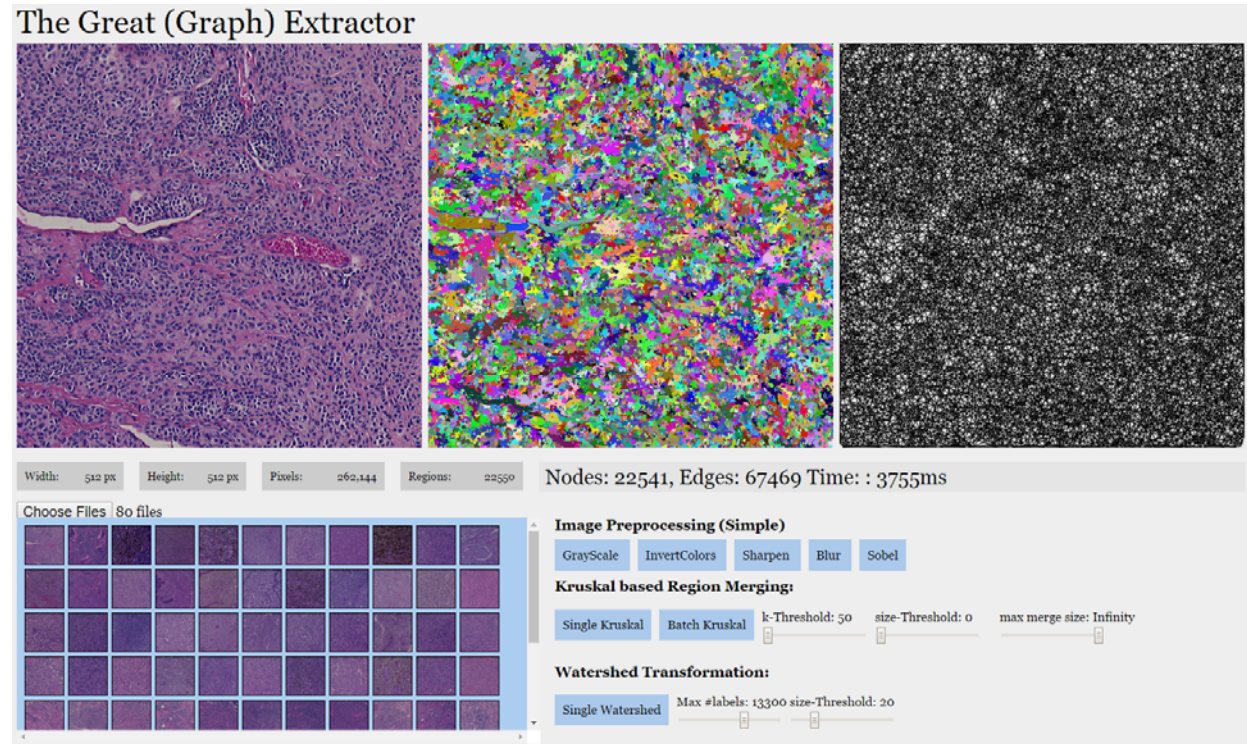 The Great (Graph) Extractor
Width: 512 px Height: 512 px Pixels: 262,144 Regions: 22550
Nodes: 22541, Edges: 67469 Time: : 3755ms
Choose Files 80 files
Image Preprocessing (Simple)
GrayScale InvertColors Sharpen Blur Sobel
Kruskal based Region Merging:
Single Kruskal Batch Kruskal k-Threshold: 50 size-Threshold: 0 max merge size: Infinity
Watershed Transformation:
Single Watershed Max #labels: 13300 size-Threshold: 20